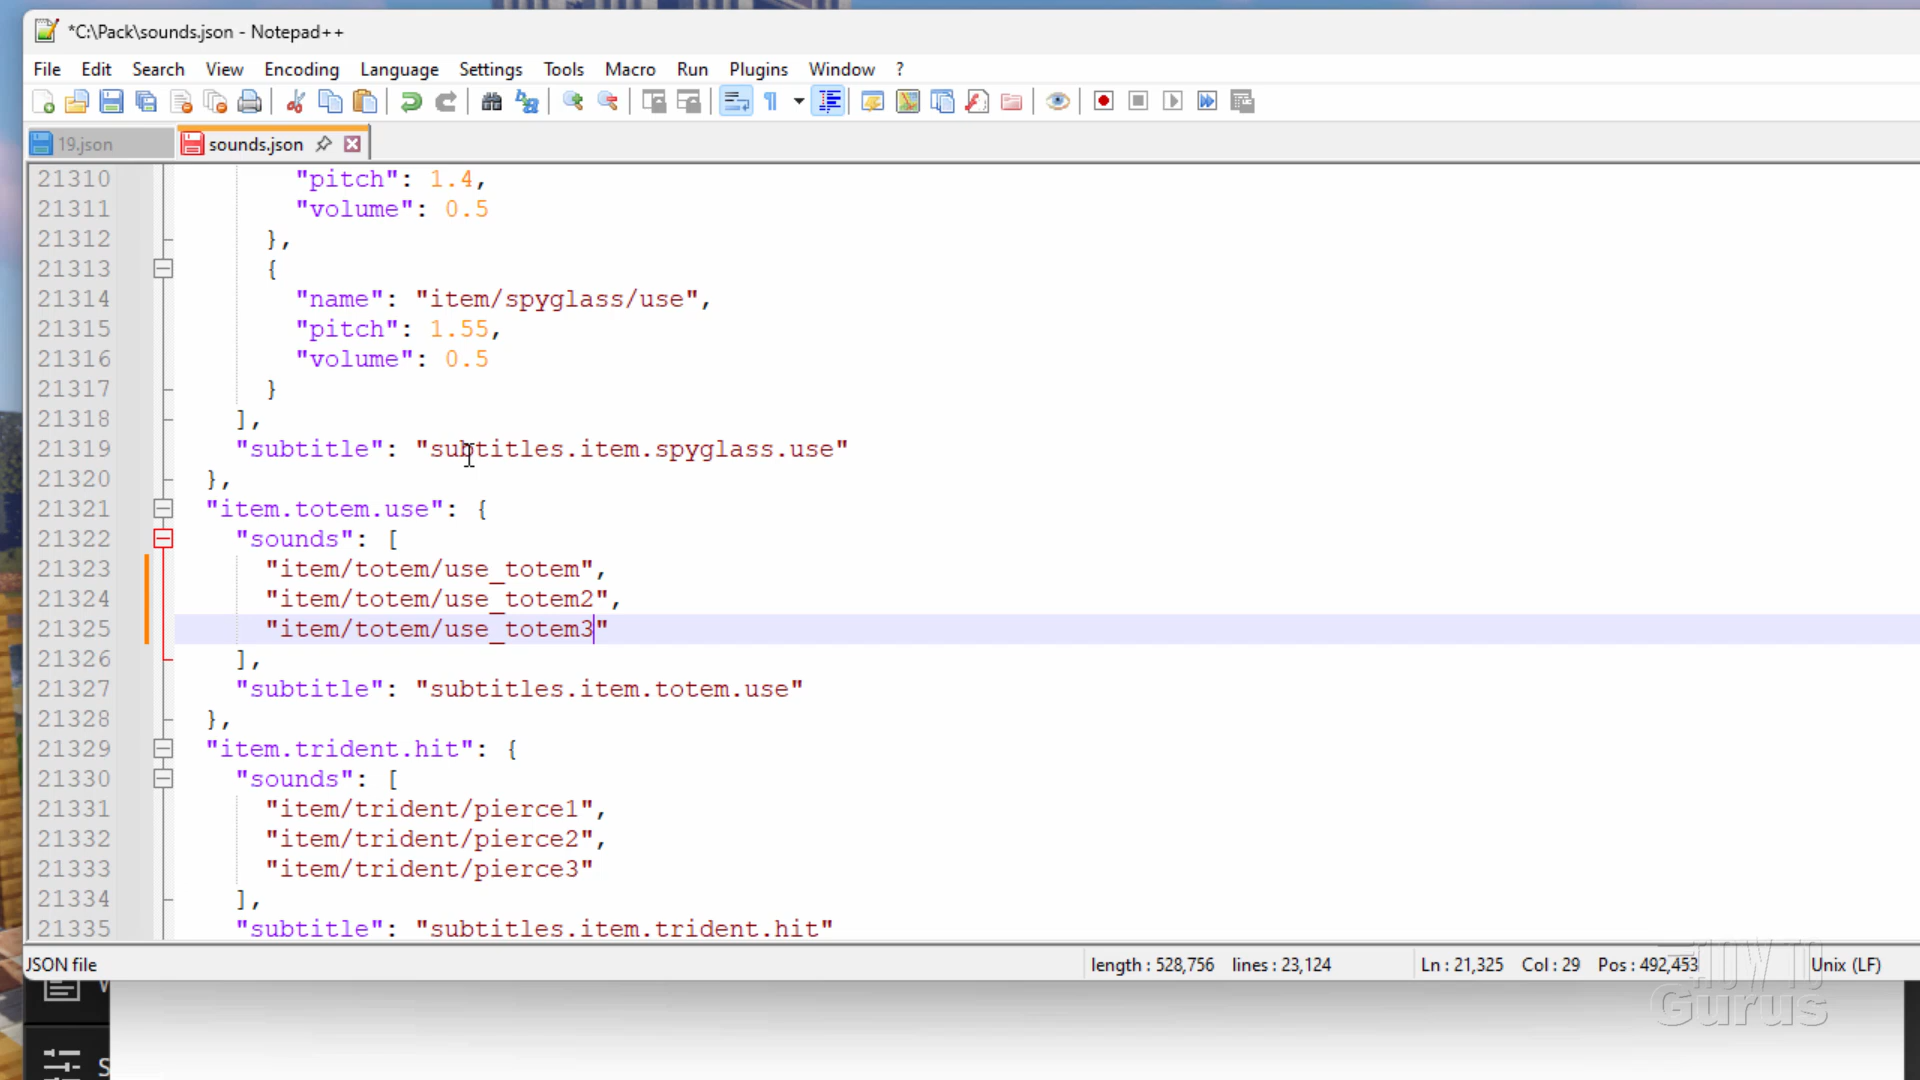 *C:\Pack\sounds.json - Notepad++
File Edit Search View Encoding Language Settings Tools Macro Run Plugins Window ?
19.json sounds.json
21310 "pitch": 1.4,
21311 "volume": 0.5
21312 },
21313 {
21314 "name": "item/spyglass/use",
21315 "pitch": 1.55,
21316 "volume": 0.5
21317 }
21318 ],
21319 "subtitle": "subtitles.item.spyglass.use"
21320 },
21321 "item.totem.use": {
21322 "sounds": [
21323 "item/totem/use_totem",
21324 "item/totem/use_totem2",
21325 "item/totem/use_totem3"
21326 ],
21327 "subtitle": "subtitles.item.totem.use"
21328 },
21329 "item.trident.hit": {
21330 "sounds": [
21331 "item/trident/pierce1",
21332 "item/trident/pierce2",
21333 "item/trident/pierce3"
21334 ],
21335 "subtitle": "subtitles.item.trident.hit"
JSON file length : 528,756 lines : 23,124 Ln : 21,325 Col : 29 Pos : 492,453 Unix (LF)
HOW TO
Gurus